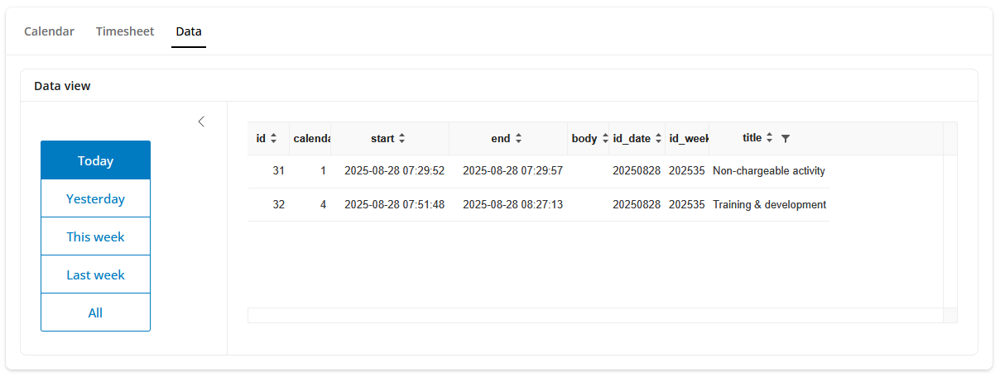 Calendar Timesheet Data
Data view
Today
Yesterday
This week
Last week
All
id calenda start end body id_date id_week title
31 1 2025-08-28 07:29:52 2025-08-28 07:29:57 20250828 202535 Non-chargeable activity
32 4 2025-08-28 07:51:48 2025-08-28 08:27:13 20250828 202535 Training & development